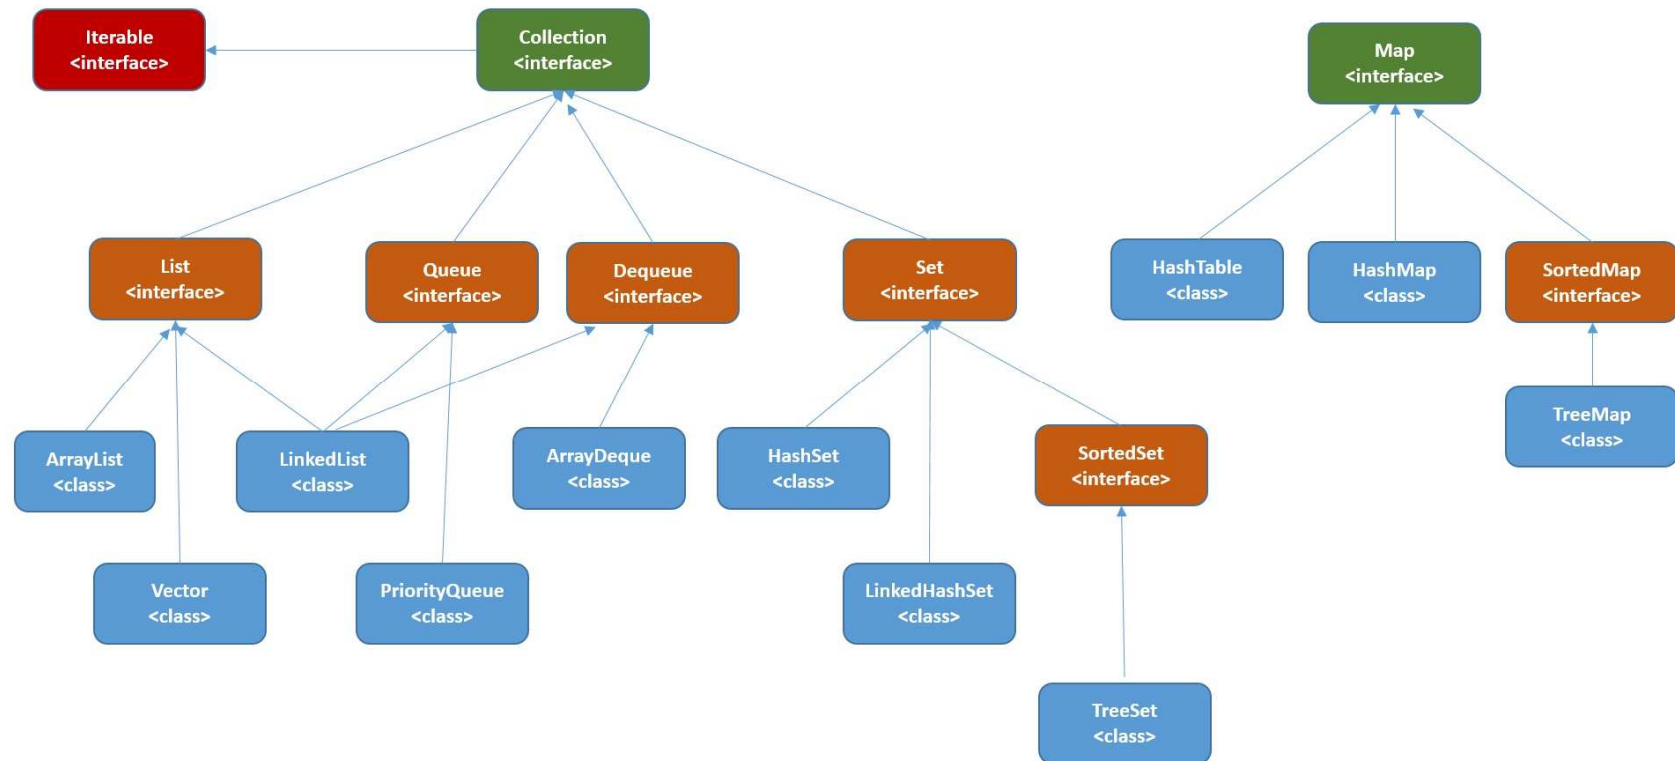 Iterable
<interface>
Collection
<interface>
Map
<interface>
List
<interface>
Queue
<interface>
Dequeue
<interface>
Set
<interface>
HashTable
<class>
HashMap
<class>
SortedMap
<interface>
ArrayList
<class>
LinkedList
<class>
ArrayDeque
<class>
HashSet
<class>
SortedSet
<interface>
TreeMap
<class>
Vector
<class>
PriorityQueue
<class>
LinkedHashSet
<class>
TreeSet
<class>